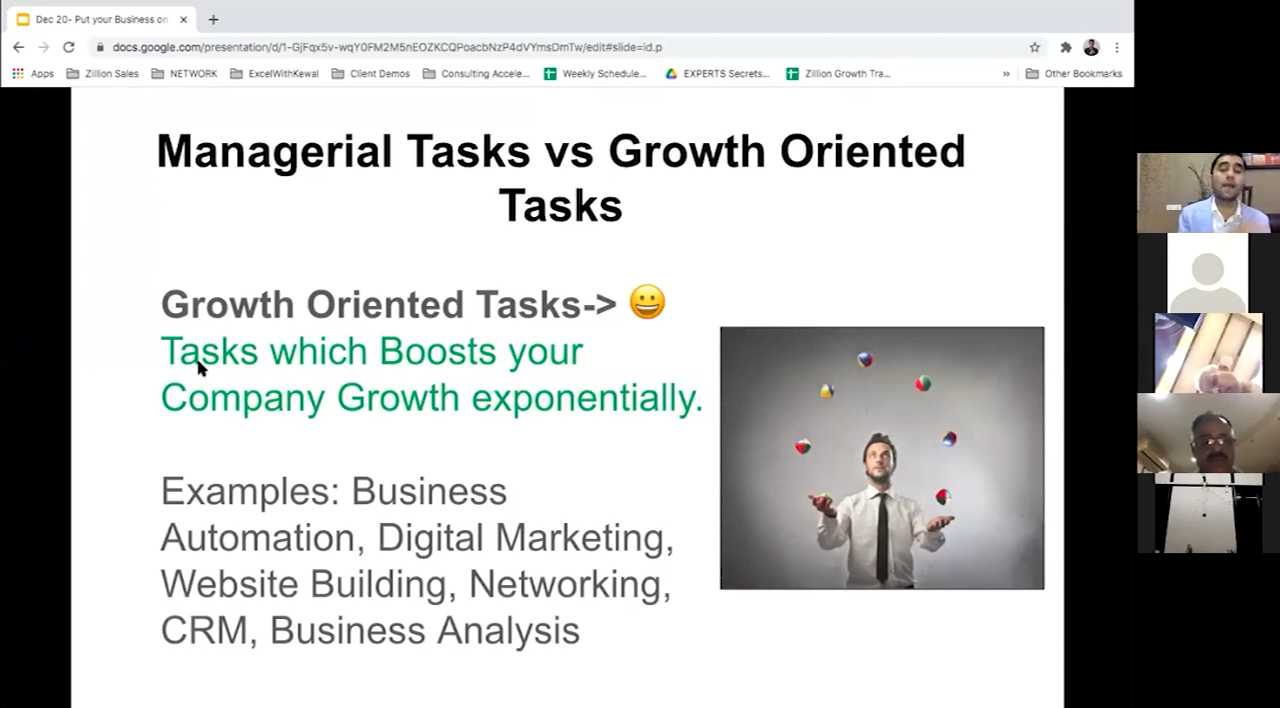 Dec 20- Put your Business on
docs.google.com/presentation/d/1-GjFqx5v-wqY0FM2M5nEOZKCQPoacbNzP4dVYmsDmTw/edit#slide=id.p
Apps Zillion Sales NETWORK ExcelWithKewal Client Demos Consulting Accele... Weekly Schedule... EXPERTS Secrets... Zillion Growth Tra... » Other Bookmarks
Managerial Tasks vs Growth Oriented
Tasks
Growth Oriented Tasks-> 😀
Tasks which Boosts your
Company Growth exponentially.
Examples: Business
Automation, Digital Marketing,
Website Building, Networking,
CRM, Business Analysis